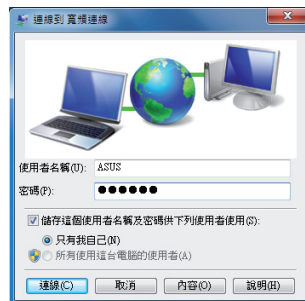 連線到 寬頻連線
使用者名稱(U): ASUS
密碼(P): ●●●●●●
儲存這個使用者名稱及密碼供下列使用者使用(S):
只有我自己(N)
所有使用這台電腦的使用者(A)
連線(C) 取消 內容(O) 說明(H)